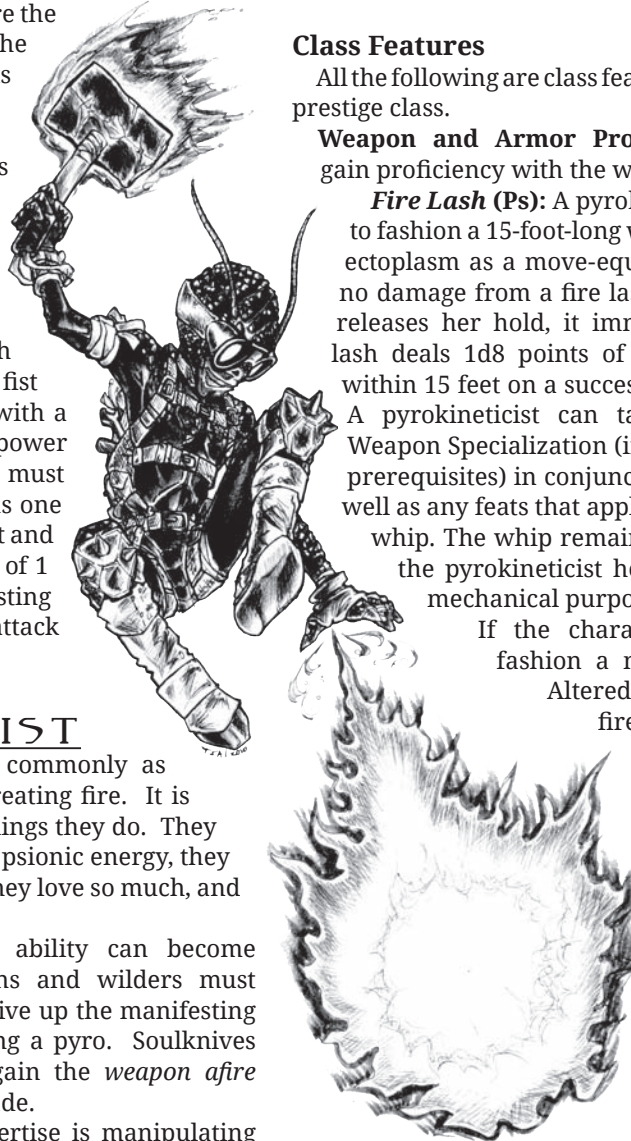 re the
he
s
s
h
fist
with a
power
must
s one
t and
of 1
sting
ttack
IST
commonly as
reating fire. It is
ings they do. They
psionic energy, they
hey love so much, and
ability can become
ns and wilders must
ive up the manifesting
ng a pyro. Soulknives
gain the weapon afire
de.
ertise is manipulating
Class Features
All the following are class fea
prestige class.
Weapon and Armor Pro
gain proficiency with the w
Fire Lash (Ps): A pyrok
to fashion a 15-foot-long w
ectoplasm as a move-equ
no damage from a fire la
releases her hold, it imm
lash deals 1d8 points of
within 15 feet on a succes
A pyrokineticist can ta
Weapon Specialization (i
prerequisites) in conjunc
well as any feats that appl
whip. The whip remain
the pyrokineticist ho
mechanical purpo
If the chara
fashion a m
Altered
fire